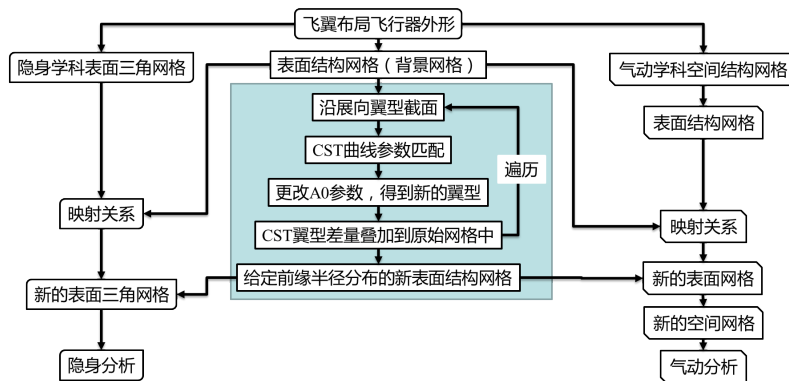 飞翼布局飞行器外形
隐身学科表面三角网格
表面结构网格（背景网格）
气动学科空间结构网格
沿展向翼型截面
表面结构网格
CST曲线参数匹配
遍历
更改A0参数，得到新的翼型
映射关系
映射关系
CST翼型差量叠加到原始网格中
给定前缘半径分布的新表面结构网格
新的表面网格
新的表面三角网格
新的空间网格
隐身分析
气动分析